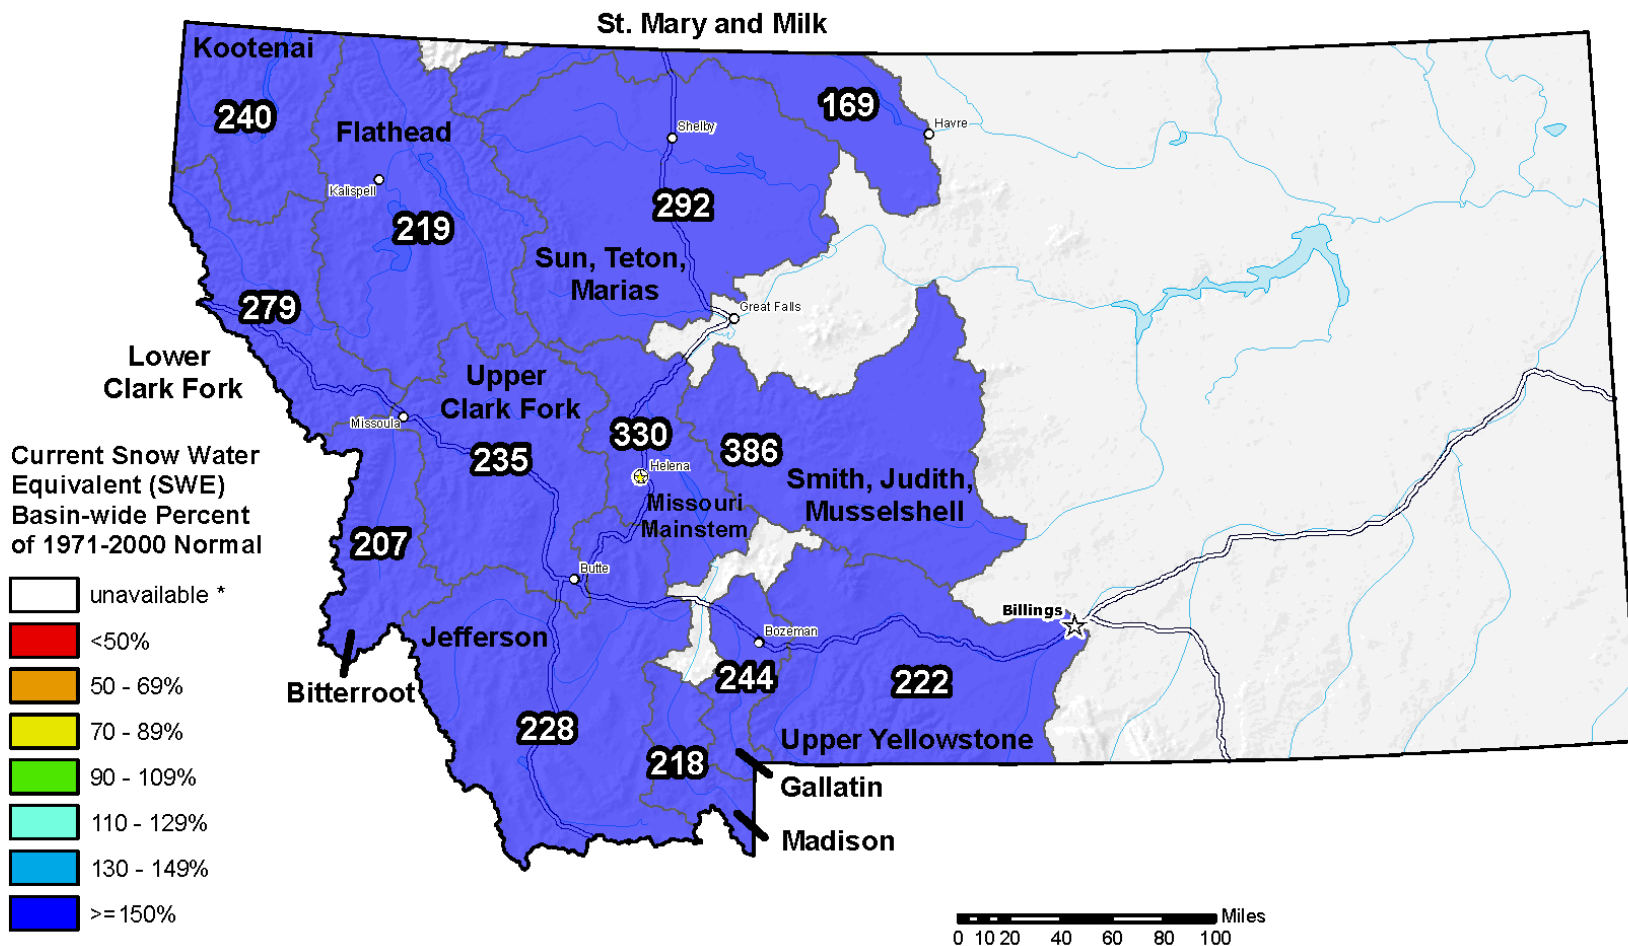 St. Mary and Milk
Kootenai
240
169
Flathead
Shelby
Havre
Kalispell
219
292
Sun, Teton,
Marias
279
Great Falls
Lower
Clark Fork
Upper
Clark Fork
Missoula
330
386
235
Helena
Smith, Judith,
Musselshell
Missouri
Mainstem
207
Butte
Billings
Jefferson
Bozeman
Bitterroot
244
222
228
Upper Yellowstone
218
Gallatin
Madison
Current Snow Water
Equivalent (SWE)
Basin-wide Percent
of 1971-2000 Normal
unavailable *
<50%
50 - 69%
70 - 89%
90 - 109%
110 - 129%
130 - 149%
>=150%
Miles
0 10 20 40 60 80 100